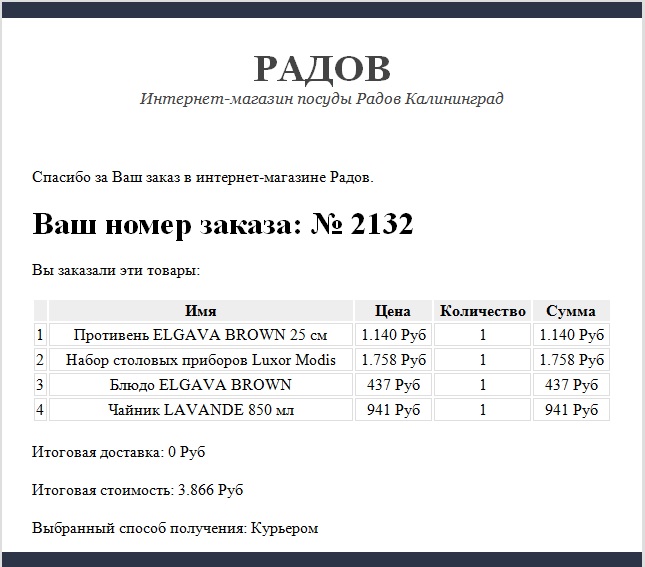 РАДОВ
Интернет-магазин посуды Радов Калининград
Спасибо за Ваш заказ в интернет-магазине Радов.
Ваш номер заказа: № 2132
Вы заказали эти товары:
Имя Цена Количество Сумма
1 Противень ELGAVA BROWN 25 см 1.140 Руб 1 1.140 Руб
2 Набор столовых приборов Luxor Modis 1.758 Руб 1 1.758 Руб
3 Блюдо ELGAVA BROWN 437 Руб 1 437 Руб
4 Чайник LAVANDE 850 мл 941 Руб 1 941 Руб
Итоговая доставка: 0 Руб
Итоговая стоимость: 3.866 Руб
Выбранный способ получения: Курьером